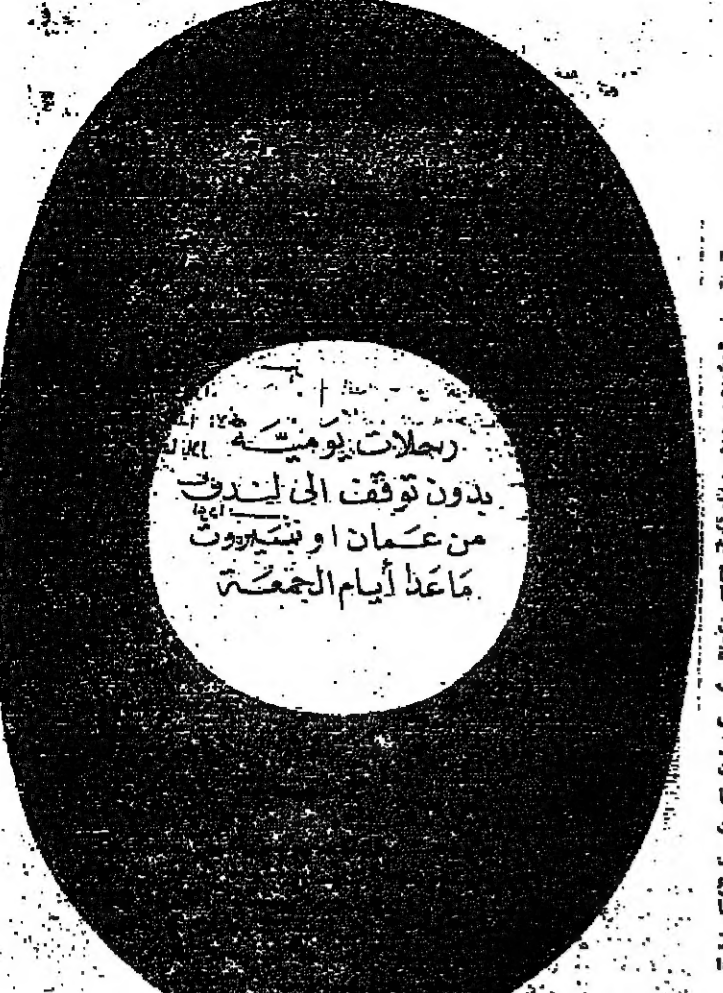 رحلات يومية
بدون توقف الى لندن
من عمان او بيروت
ما عدا أيام الجمعة